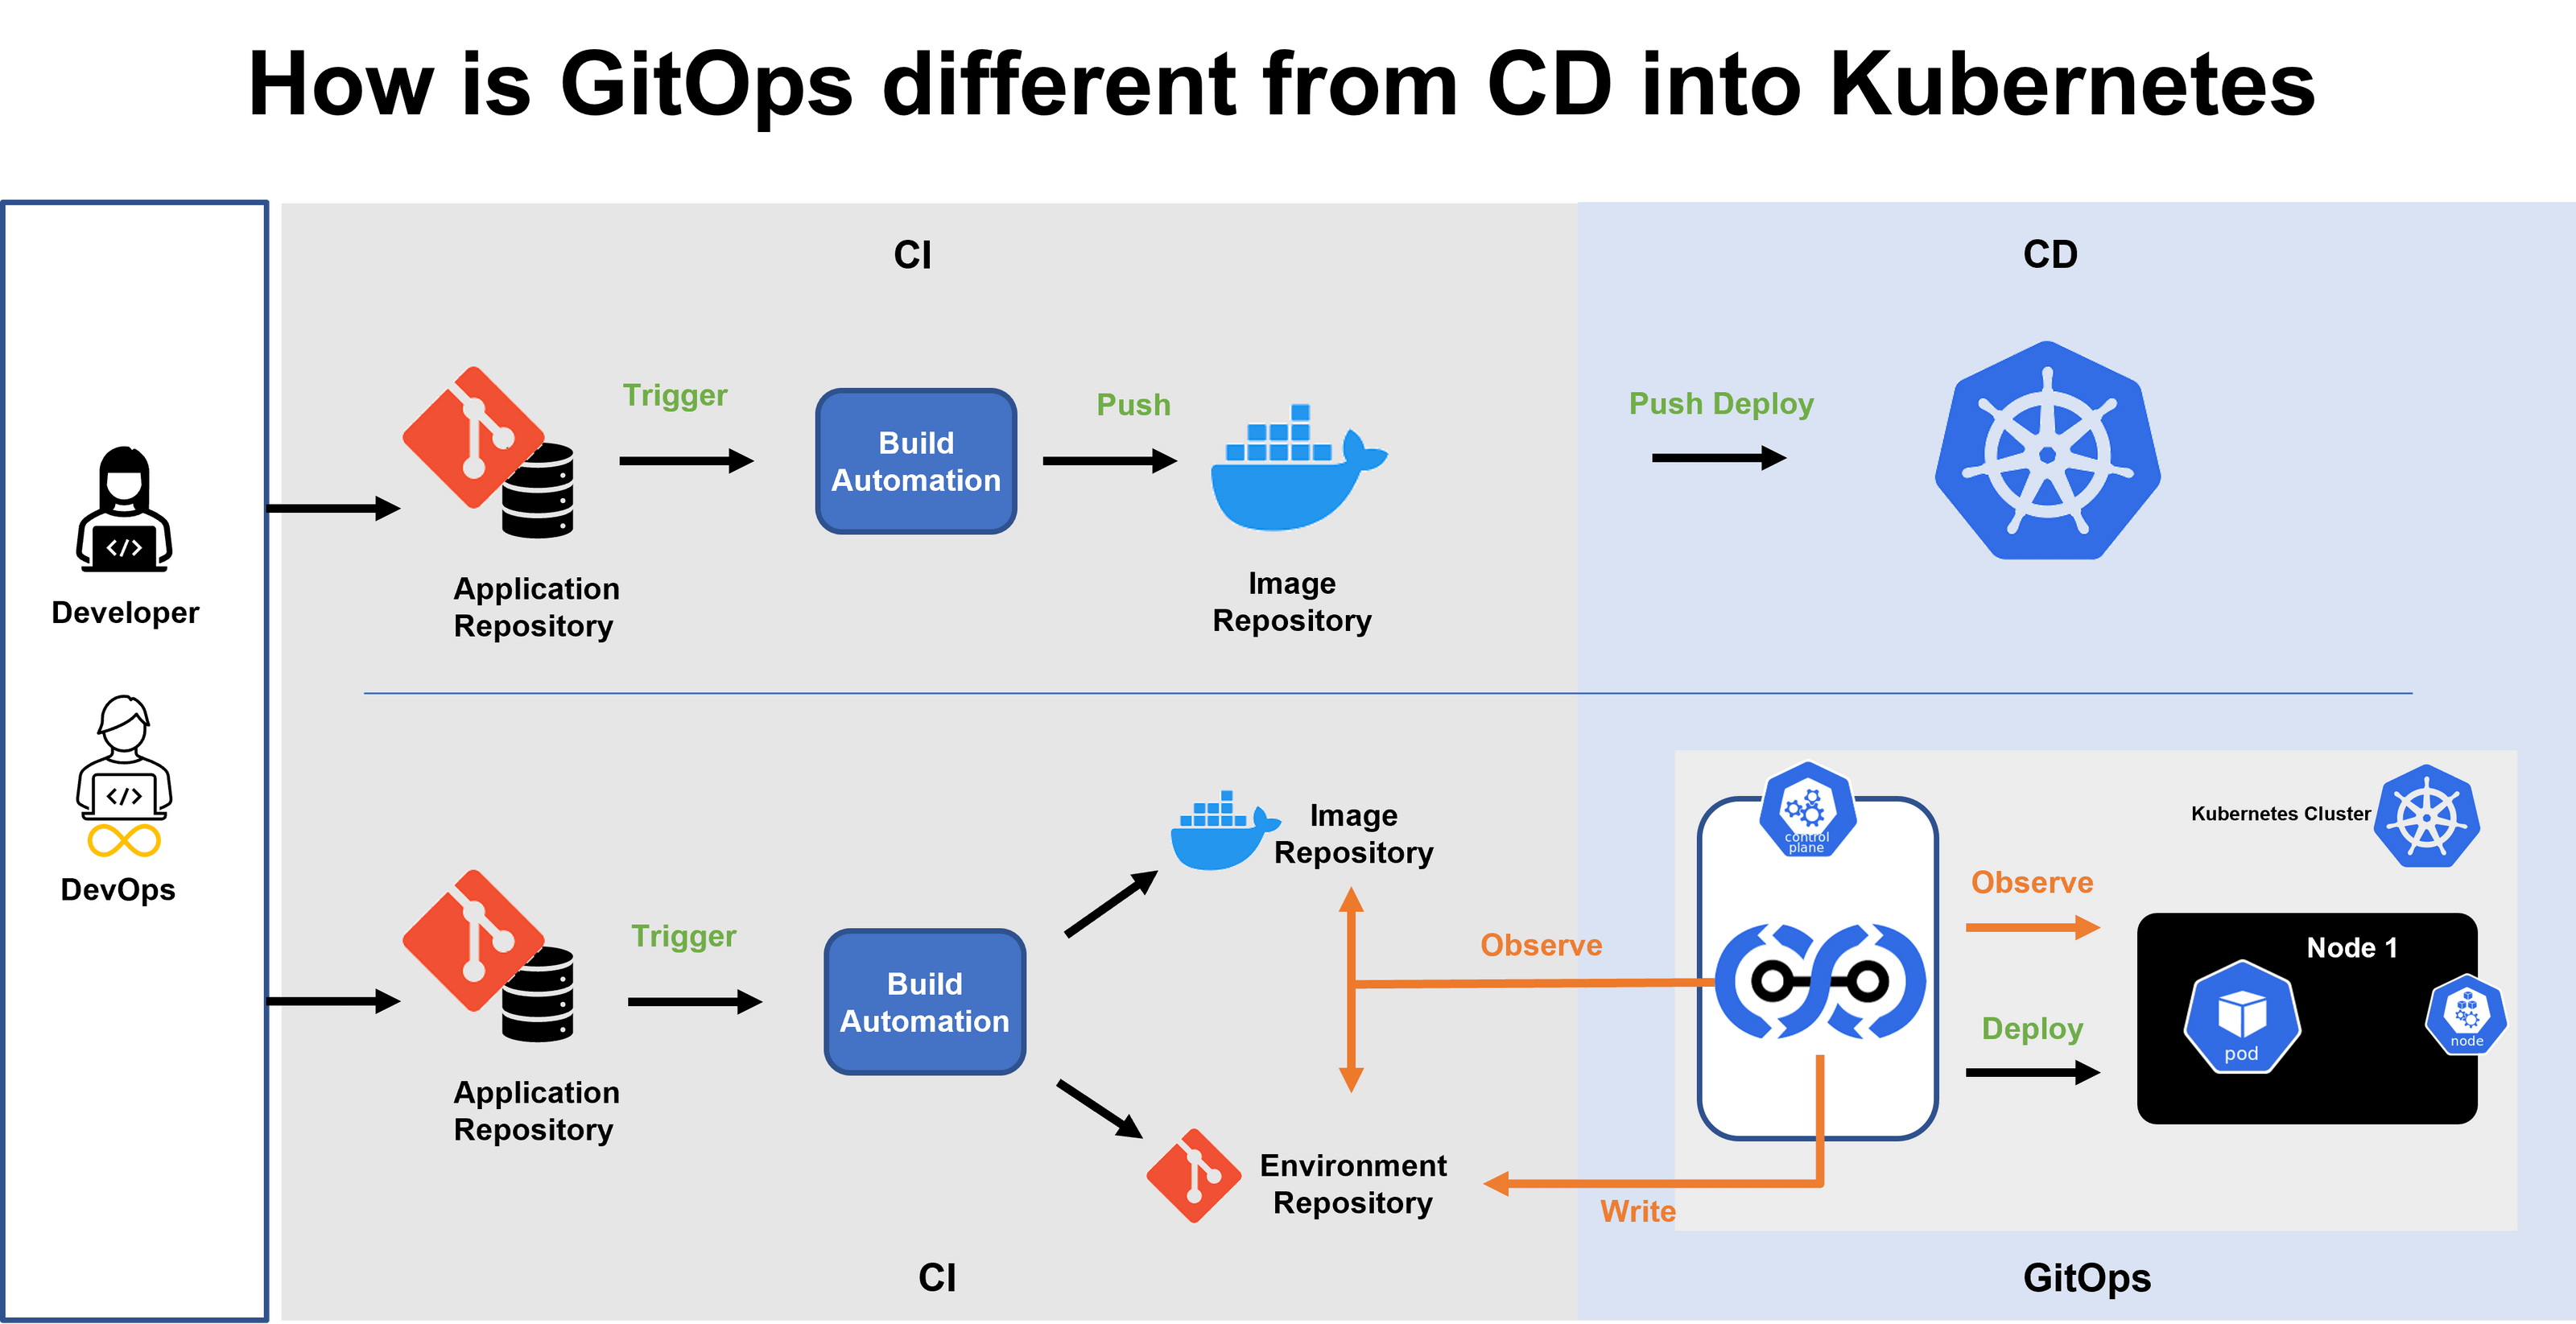 How is GitOps different from CD into Kubernetes
CI
CD
Trigger
Push
Push Deploy
Build
Automation
Application
Repository
Image
Repository
Developer
DevOps
Image
Repository
control
plane
Kubernetes Cluster
Observe
Trigger
Observe
Node 1
Build
Automation
Deploy
pod
node
Application
Repository
Environment
Repository
Write
CI
GitOps